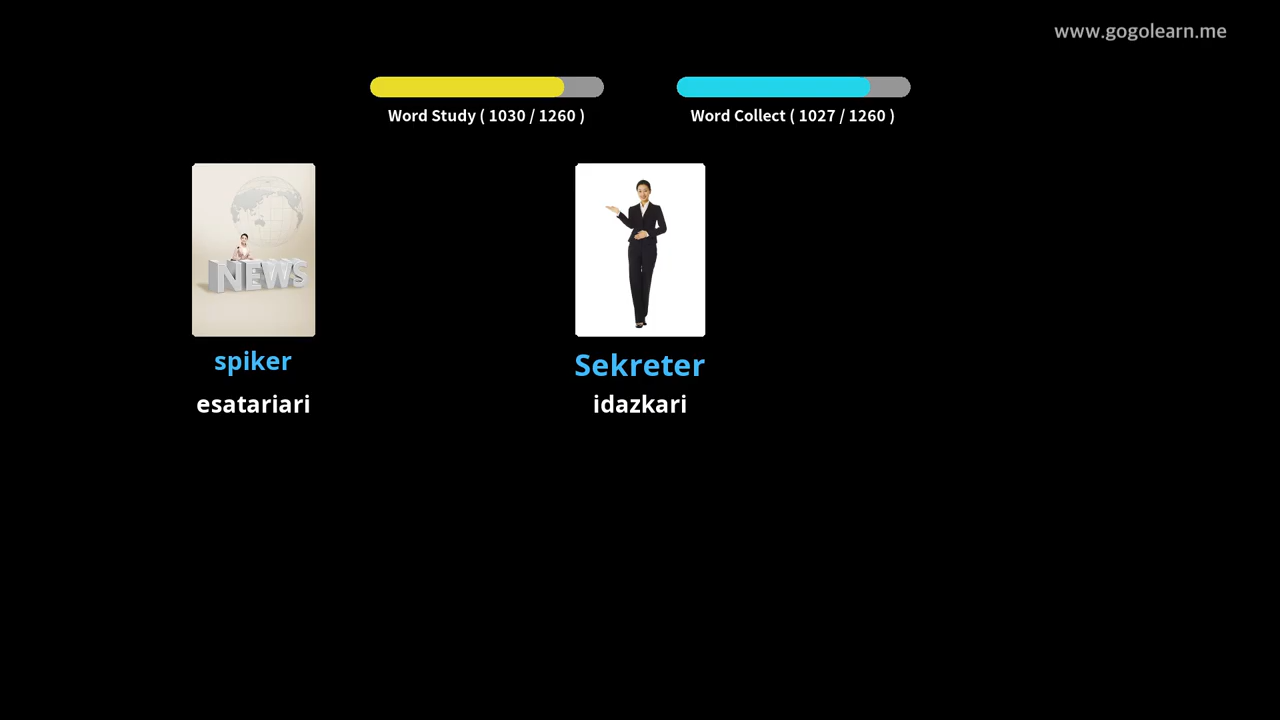 www.gogolearn.me
Word Study ( 1030 / 1260 )
Word Collect ( 1027 / 1260 )
NEWS
spiker
Sekreter
esatariari
idazkari